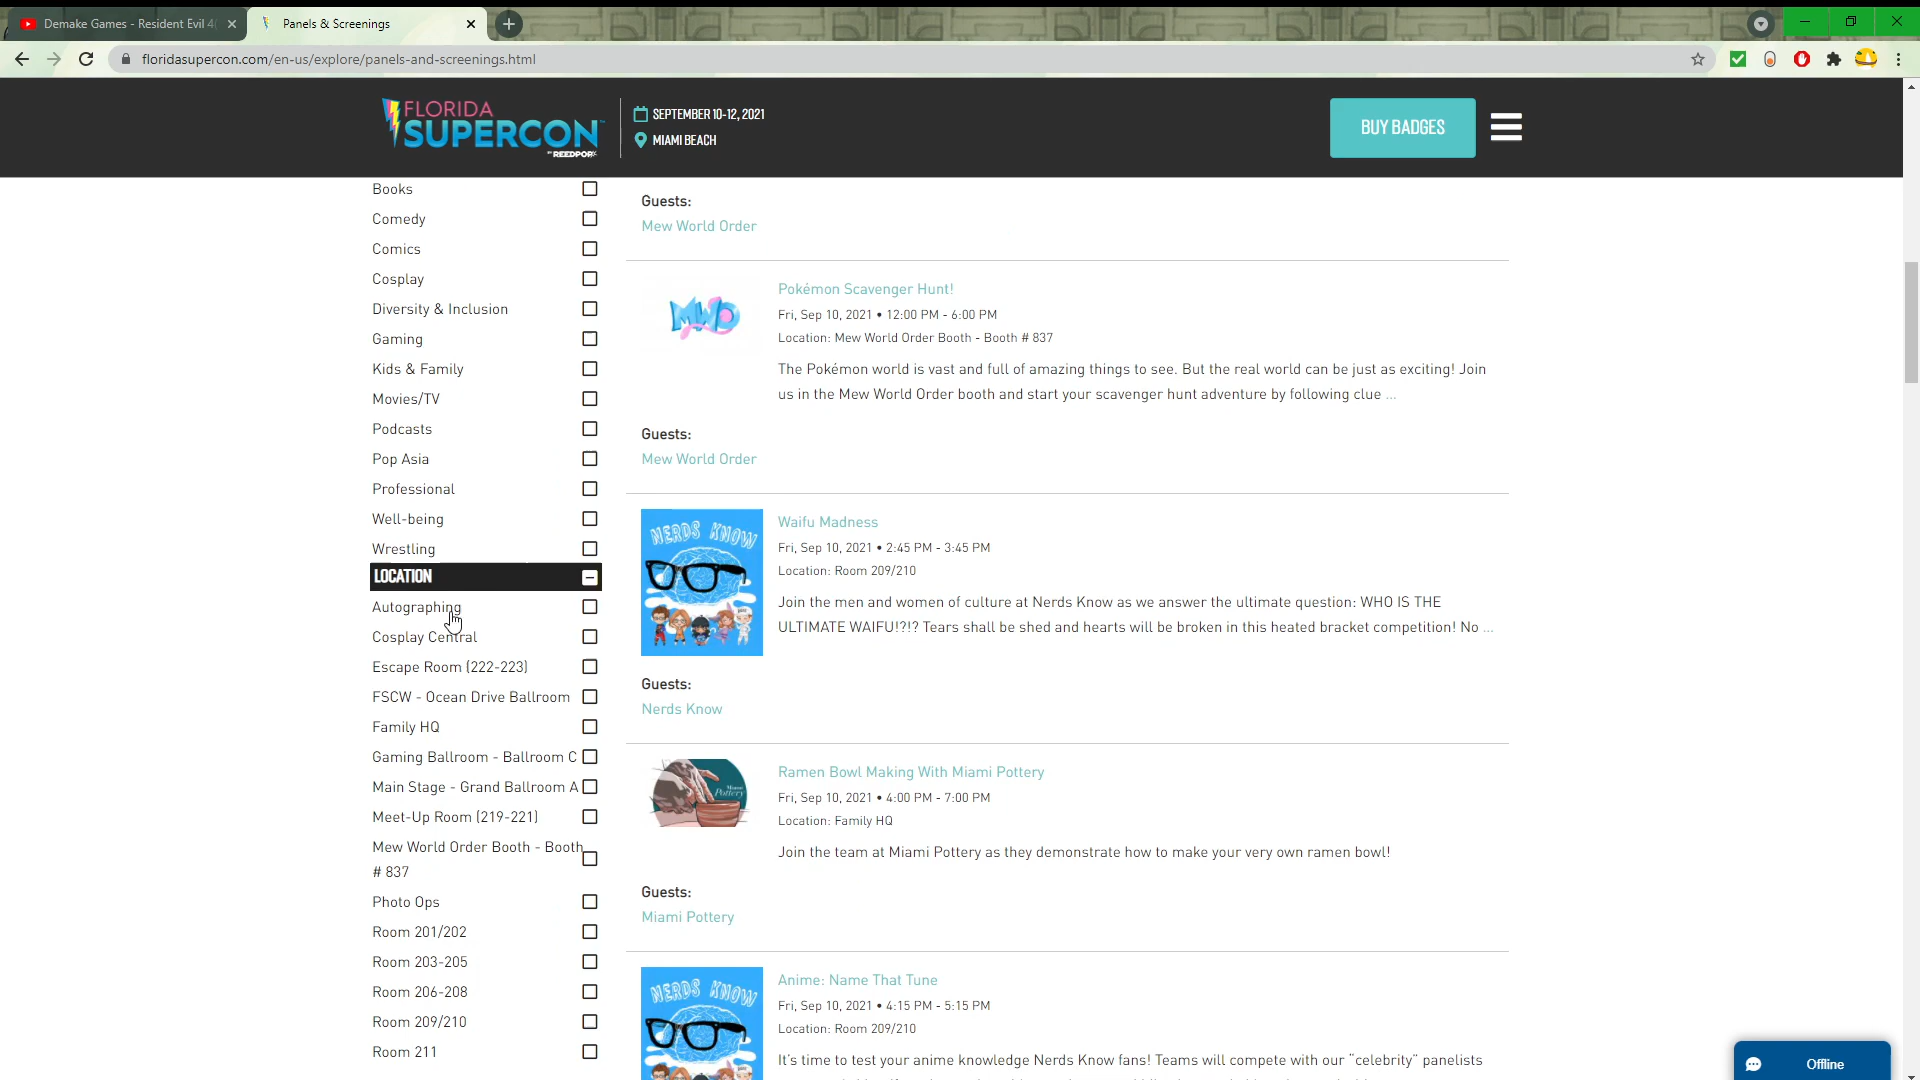 Demake Games - Resident Evil 4(
Panels & Screenings
floridasupercon.com/en-us/explore/panels-and-screenings.html
FLORIDA
SUPERCON
BY REEDPOP
SEPTEMBER 10-12, 2021
MIAMI BEACH
BUY BADGES
Books
Comedy
Comics
Cosplay
Diversity & Inclusion
Gaming
Kids & Family
Movies/TV
Podcasts
Pop Asia
Professional
Well-being
Wrestling
LOCATION
Autographing
Cosplay Central
Escape Room (222-223)
FSCW - Ocean Drive Ballroom
Family HQ
Gaming Ballroom - Ballroom C
Main Stage - Grand Ballroom A
Meet-Up Room (219-221)
Mew World Order Booth - Booth
# 837
Photo Ops
Room 201/202
Room 203-205
Room 206-208
Room 209/210
Room 211
Guests:
Mew World Order
MWO
Pokémon Scavenger Hunt!
Fri, Sep 10, 2021 • 12:00 PM - 6:00 PM
Location: Mew World Order Booth - Booth # 837
The Pokémon world is vast and full of amazing things to see. But the real world can be just as exciting! Join
us in the Mew World Order booth and start your scavenger hunt adventure by following clue ...
Guests:
Mew World Order
NERDS KNOW
Waifu Madness
Fri, Sep 10, 2021 • 2:45 PM - 3:45 PM
Location: Room 209/210
Join the men and women of culture at Nerds Know as we answer the ultimate question: WHO IS THE
ULTIMATE WAIFU!?!? Tears shall be shed and hearts will be broken in this heated bracket competition! No ...
Guests:
Nerds Know
Miami
Pottery
Ramen Bowl Making With Miami Pottery
Fri, Sep 10, 2021 • 4:00 PM - 7:00 PM
Location: Family HQ
Join the team at Miami Pottery as they demonstrate how to make your very own ramen bowl!
Guests:
Miami Pottery
NERDS KNOW
Anime: Name That Tune
Fri, Sep 10, 2021 • 4:15 PM - 5:15 PM
Location: Room 209/210
It's time to test your anime knowledge Nerds Know fans! Teams will compete with our "celebrity" panelists
Offline